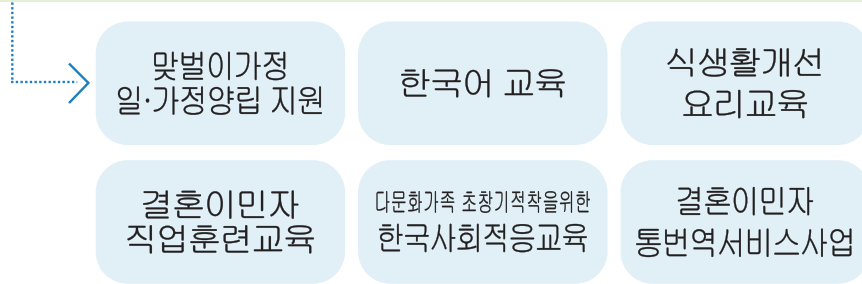 맞벌이가정
일·가정양립 지원
한국어 교육
식생활개선
요리교육
결혼이민자
직업훈련교육
다문화가족 초창기적착을위한
한국사회적응교육
결혼이민자
통번역서비스사업